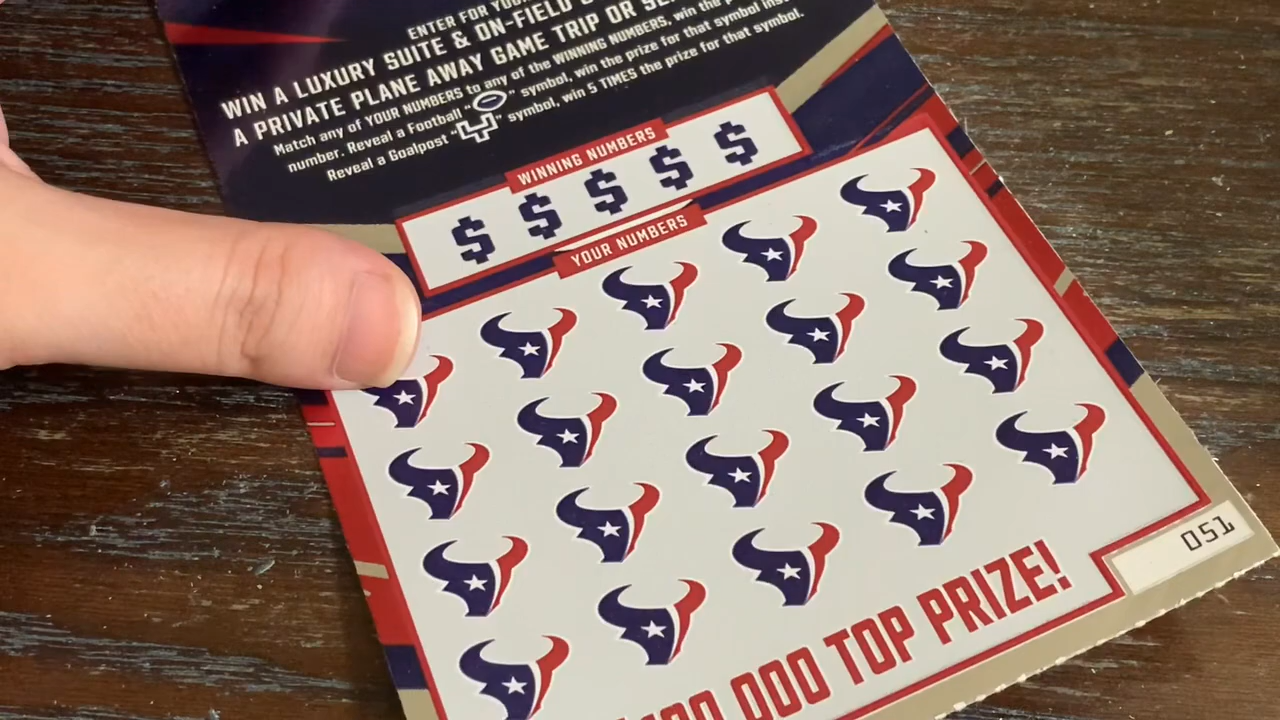 ENTER FOR YOUR
WIN A LUXURY SUITE & ON-FIELD
A PRIVATE PLANE AWAY GAME TRIP OR
Match any of YOUR NUMBERS to any of the WINNING NUMBERS, win the
number. Reveal a Football " " symbol, win the prize for that symbol
Reveal a Goalpost " " symbol, win 5 TIMES the prize for that symbol.
WINNING NUMBERS
$ $ $ $ $
YOUR NUMBERS
051
000 TOP PRIZE!